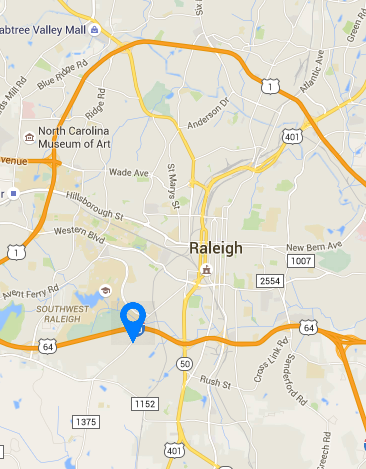 abtree Valley Mall
Six
Green Rd
Blue Ridge Rd
Atlantic Ave
1
ds Mill Rd
Ridge Rd
Anderson Dr
401
North Carolina
Museum of Art
venue
Wade Ave
St Marys St
r
Hillsborough St
Western Blvd
Raleigh
New Bern Ave
1
1007
2554
Avent Ferry Rd
SOUTHWEST
RALEIGH
64
64
50
Cross Link Rd
Sanderford Rd
Rush St
1152
1375
401
eech Rd